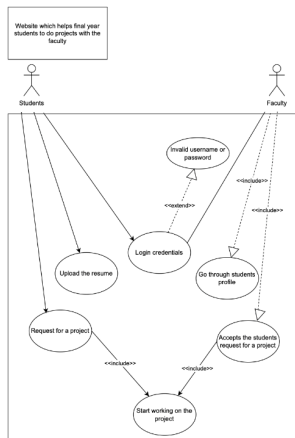 Website which helps final year
students to do projects with the
faculty
Students
Faculty
Invalid username or
password
<<include>>
<<extend>>
<<include>>
Login credentials
Upload the resume
Go through students
profile
Request for a project
Accepts the students
request for a project
<<include>>
<<include>>
Start working on the
project